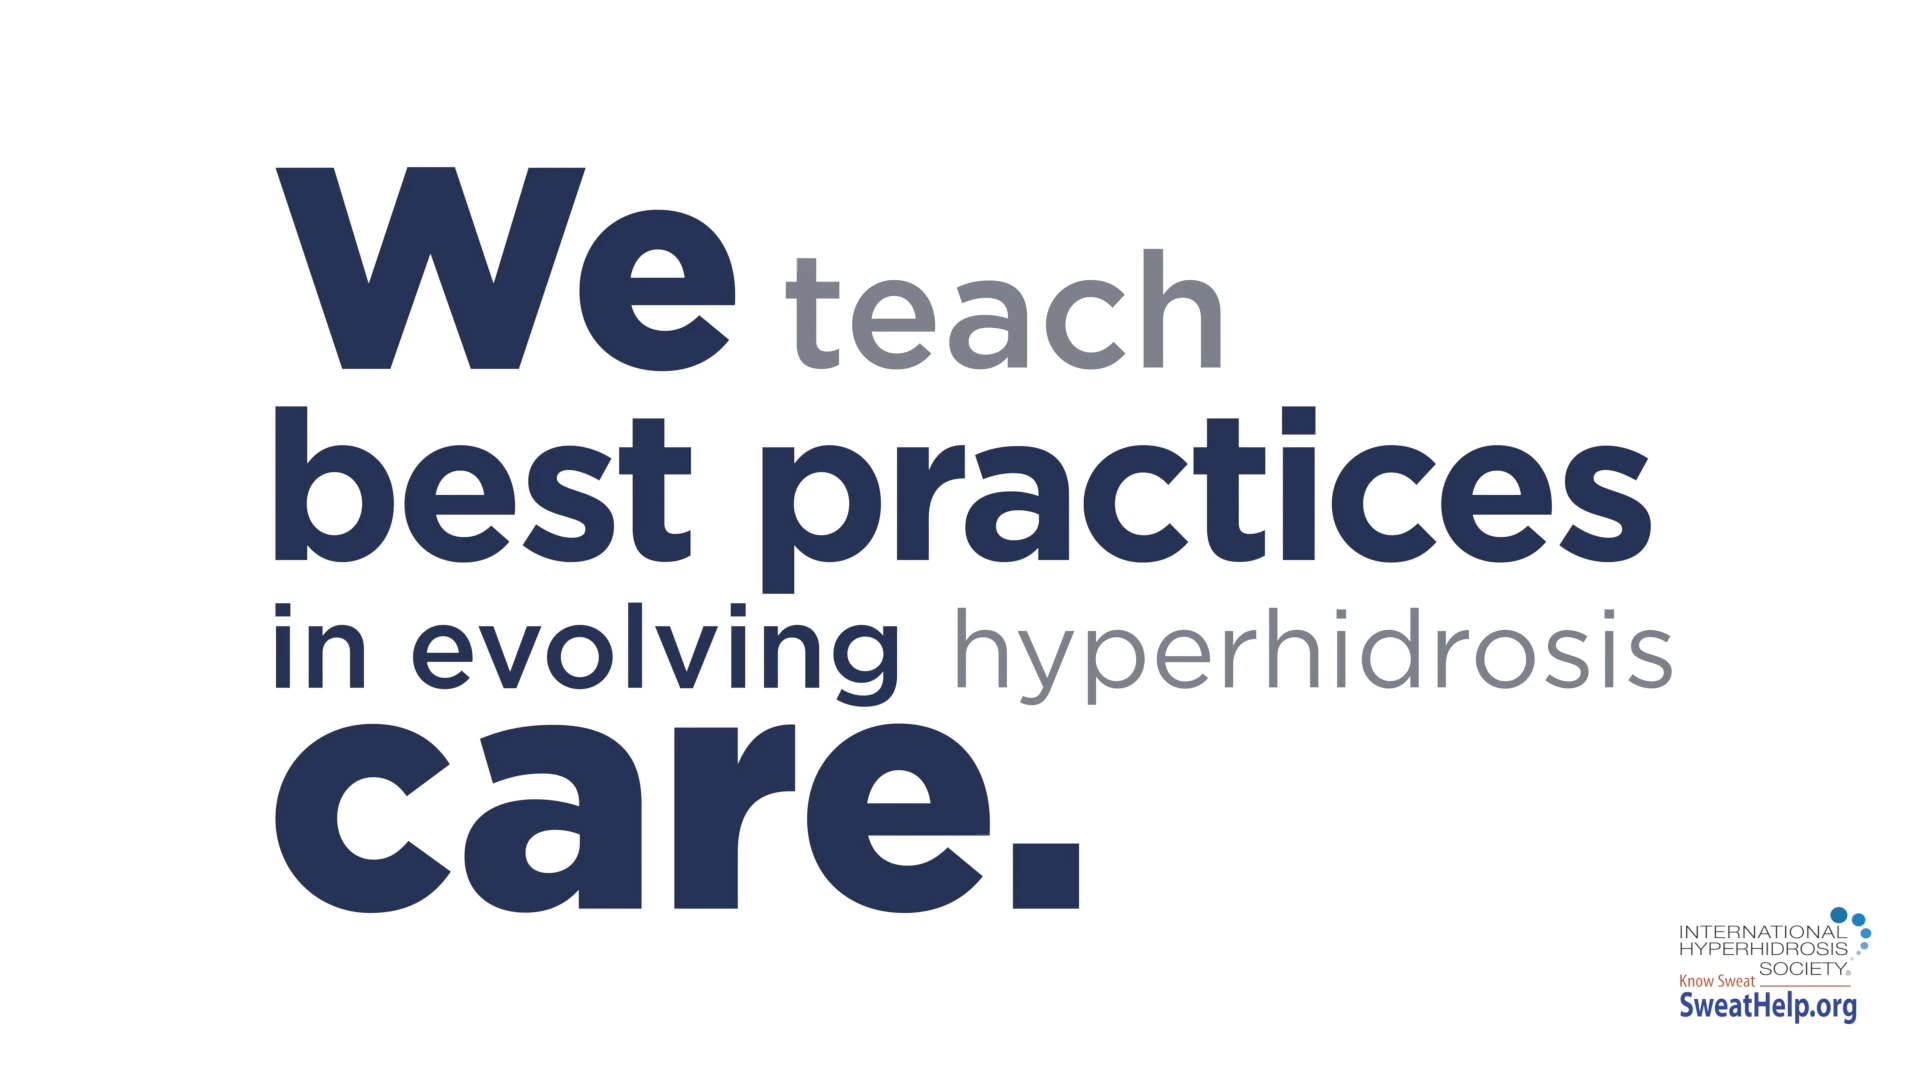 We teach
best practices
in evolving hyperhidrosis
care.
INTERNATIONAL
HYPERHIDROSIS
SOCIETY®
Know Sweat
SweatHelp.org